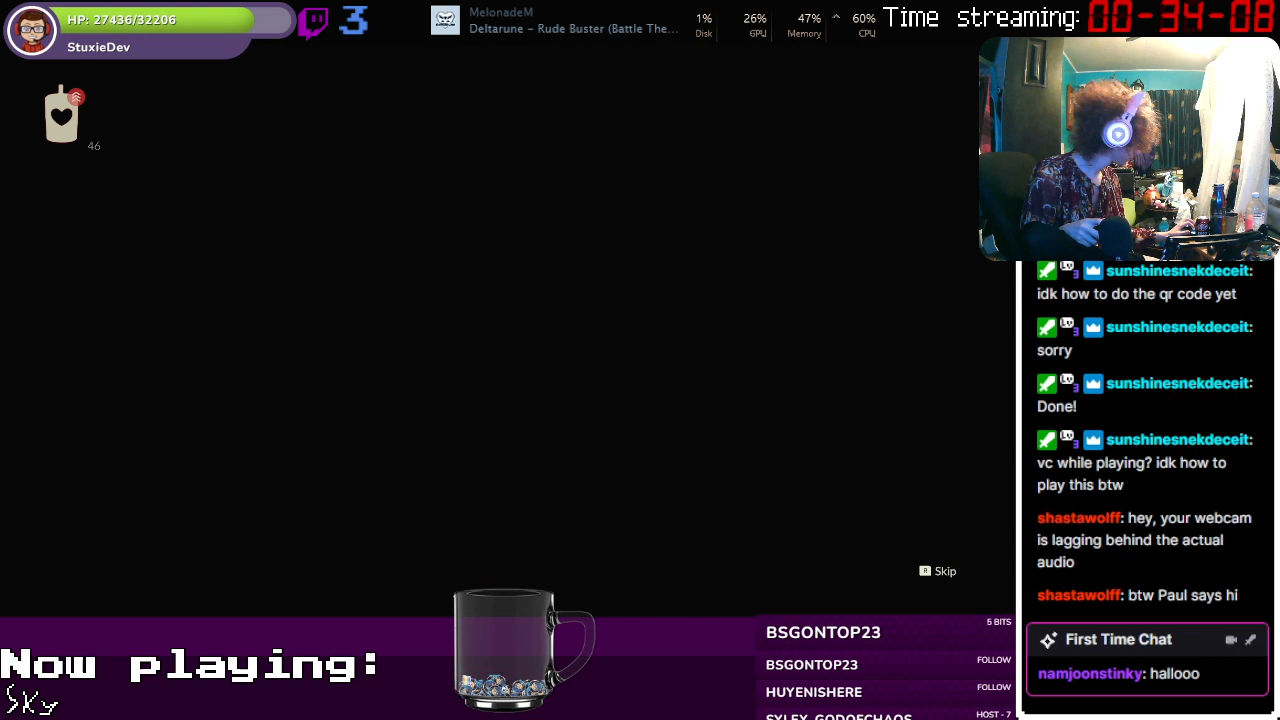 HP: 27436/32206
StuxieDev
3
MelonadeM
Deltarune - Rude Buster (Battle The...
1%
Disk
26%
GPU
47%
Memory
60%
CPU
Time streaming: 00-34-08
46
sunshinesnekdeceit:
idk how to do the qr code yet
sunshinesnekdeceit:
sorry
sunshinesnekdeceit:
Done!
sunshinesnekdeceit:
vc while playing? idk how to
play this btw
shastawolff: hey, your webcam
is lagging behind the actual
audio
shastawolff: btw Paul says hi
First Time Chat
namjoonstinky: hallooo
R Skip
Now playing:
Sky
BSGONTOP23 5 BITS
BSGONTOP23 FOLLOW
HUYENISHERE FOLLOW
SYLEX_GODOFCHAOS HOST - 7